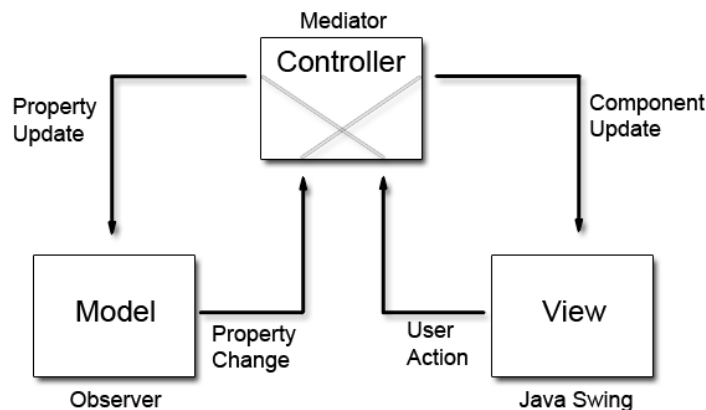 Mediator
Controller
Property
Update
Component
Update
Model
View
Property
Change
User
Action
Observer
Java Swing